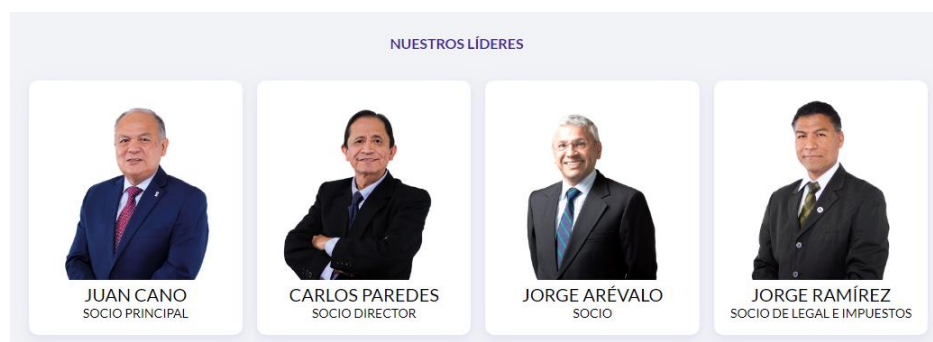 NUESTROS LÍDERES
JUAN CANO
SOCIO PRINCIPAL
CARLOS PAREDES
SOCIO DIRECTOR
JORGE ARÉVALO
SOCIO
JORGE RAMÍREZ
SOCIO DE LEGAL E IMPUESTOS